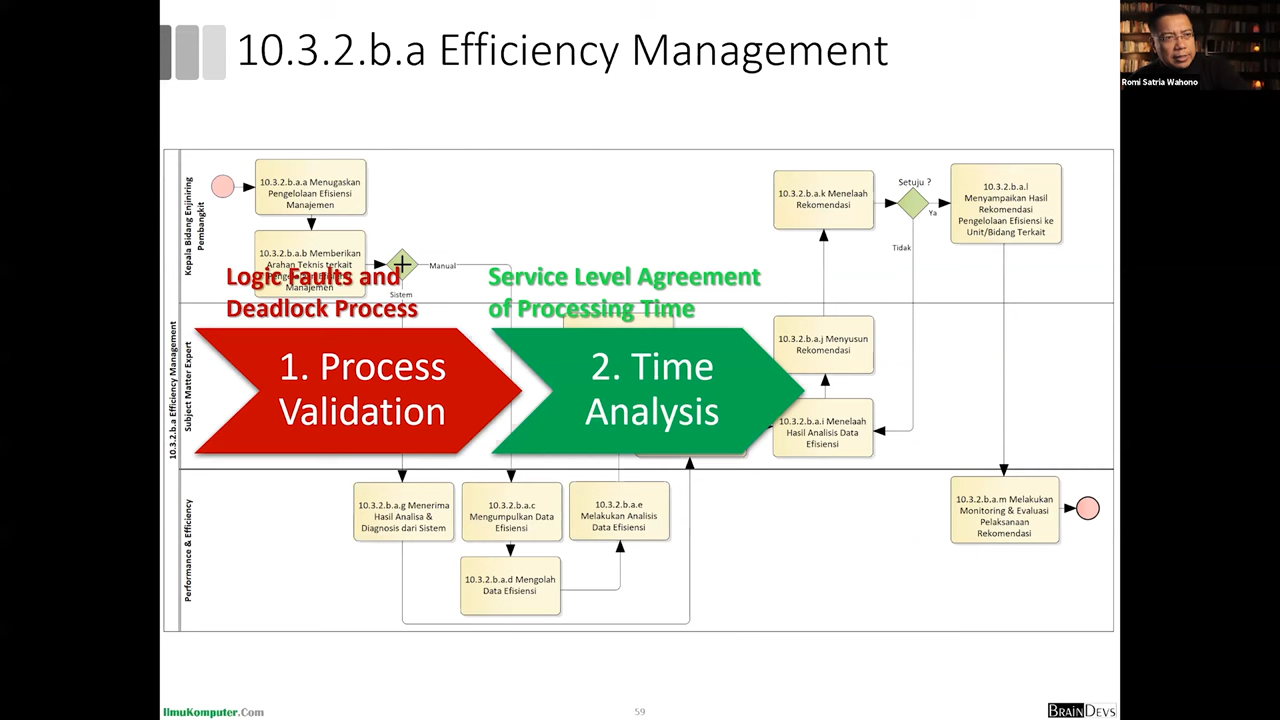 10.3.2.b.a Efficiency Management
Romi Satria Wahono
10.3.2.b.a Efficiency Management
Kepala Bidang Enjiniring
Pembangkit
10.3.2.b.a.a Menugaskan
Pengelolaan Efisiensi
Manajemen
10.3.2.b.a.b Memberikan
Arahan Teknis terkait
Manajemen
Manual
Sistem
10.3.2.b.a.k Menelaah
Rekomendasi
Setuju ?
Ya
Tidak
10.3.2.b.a.l
Menyampaikan Hasil
Rekomendasi
Pengelolaan Efisiensi ke
Unit/Bidang Terkait
Logic Faults and
Deadlock Process
Service Level Agreement
of Processing Time
Subject Matter Expert
1. Process
Validation
2. Time
Analysis
10.3.2.b.a.j Menyusun
Rekomendasi
10.3.2.b.a.i Menelaah
Hasil Analisis Data
Efisiensi
Performance & Efficiency
10.3.2.b.a.g Menerima
Hasil Analisa &
Diagnosis dari Sistem
10.3.2.b.a.c
Mengumpulkan Data
Efisiensi
10.3.2.b.a.e
Melakukan Analisis
Data Efisiensi
10.3.2.b.a.d Mengolah
Data Efisiensi
10.3.2.b.a.m Melakukan
Monitoring & Evaluasi
Pelaksanaan
Rekomendasi
IlmuKomputer.Com
59
BRAINDEVS